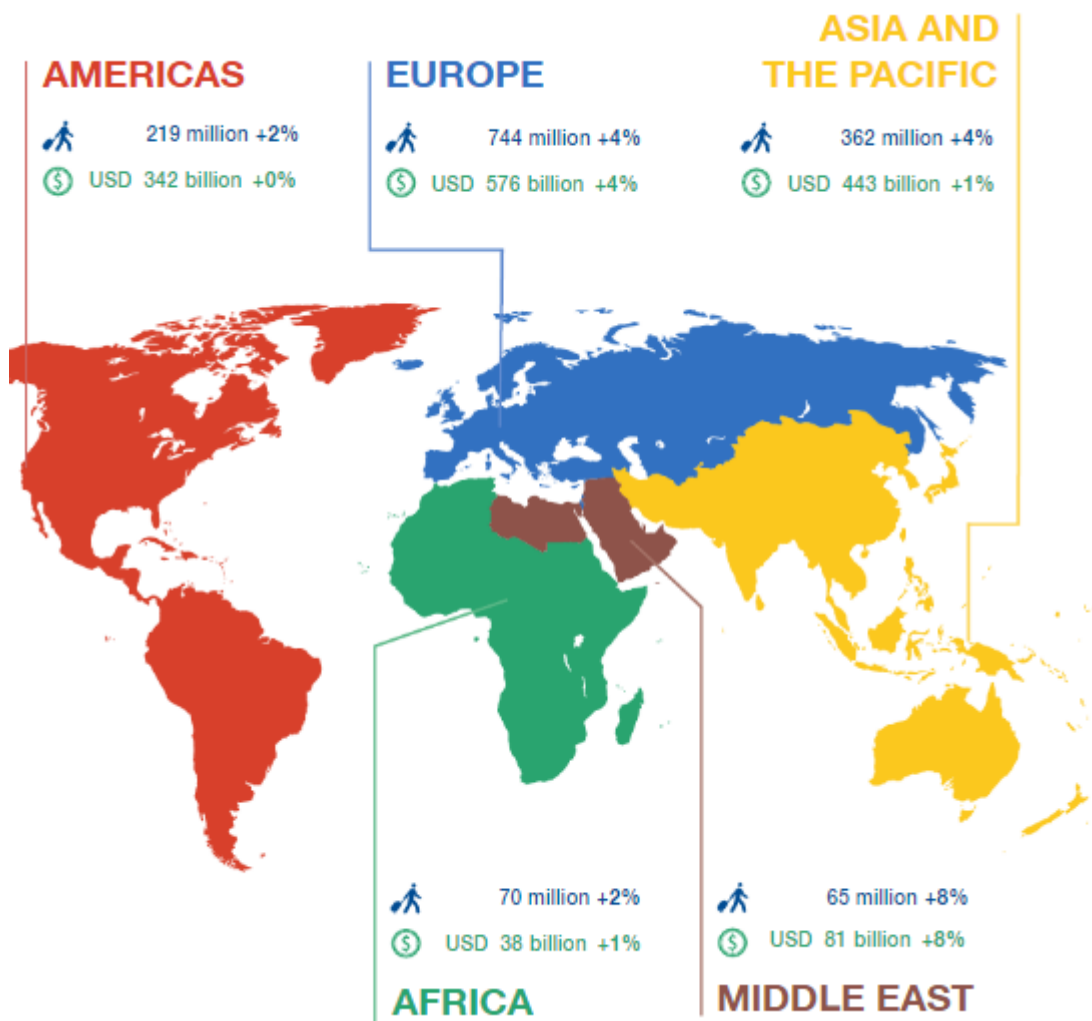 AMERICAS
219 million +2%
USD 342 billion +0%
EUROPE
744 million +4%
USD 576 billion +4%
ASIA AND
THE PACIFIC
362 million +4%
USD 443 billion +1%
70 million +2%
USD 38 billion +1%
AFRICA
65 million +8%
USD 81 billion +8%
MIDDLE EAST